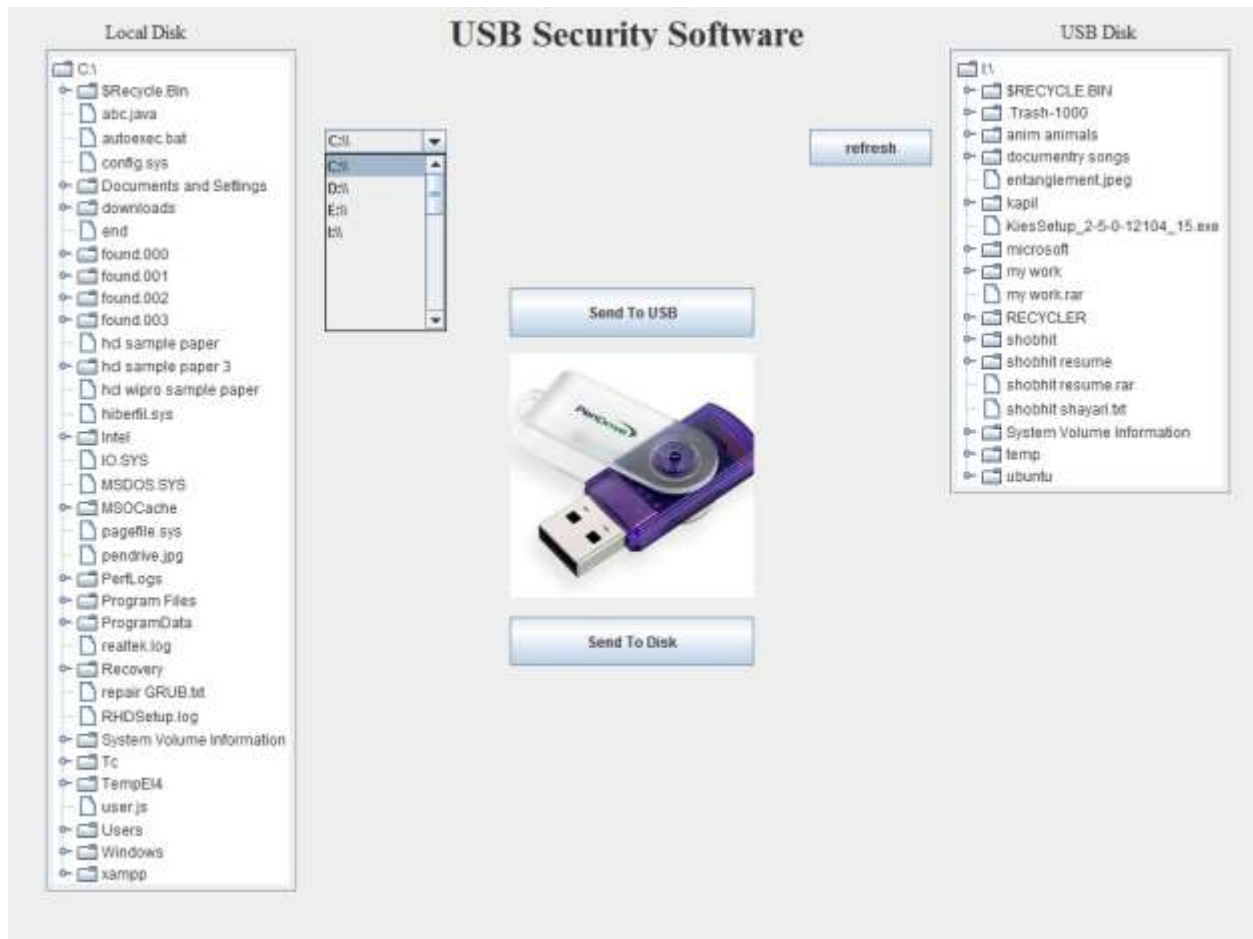 USB Security Software
Local Disk
C:\
$Recycle.Bin
abc.java
autoexec.bat
config.sys
Documents and Settings
downloads
end
found.000
found.001
found.002
found.003
hcl sample paper
hcl sample paper 3
hcl wipro sample paper
hiberfil.sys
Intel
IO.SYS
MSDOS.SYS
MSOCache
pagefile.sys
pendrive.jpg
PerfLogs
Program Files
ProgramData
realtek.log
Recovery
repair GRUB.txt
RHDSetup.log
System Volume Information
Tc
TempEI4
user.js
Users
Windows
xampp
C:\\
C:\\
D:\\
E:\\
I:\\
Send To USB
PenDrive
Send To Disk
refresh
USB Disk
I:\
$RECYCLE.BIN
.Trash-1000
anim animals
documentry songs
entanglement.jpeg
kapil
KiesSetup_2-5-0-12104_15.exe
microsoft
my work
my work.rar
RECYCLER
shobhit
shobhit resume
shobhit resume.rar
shobhit shayari.txt
System Volume Information
temp
ubuntu